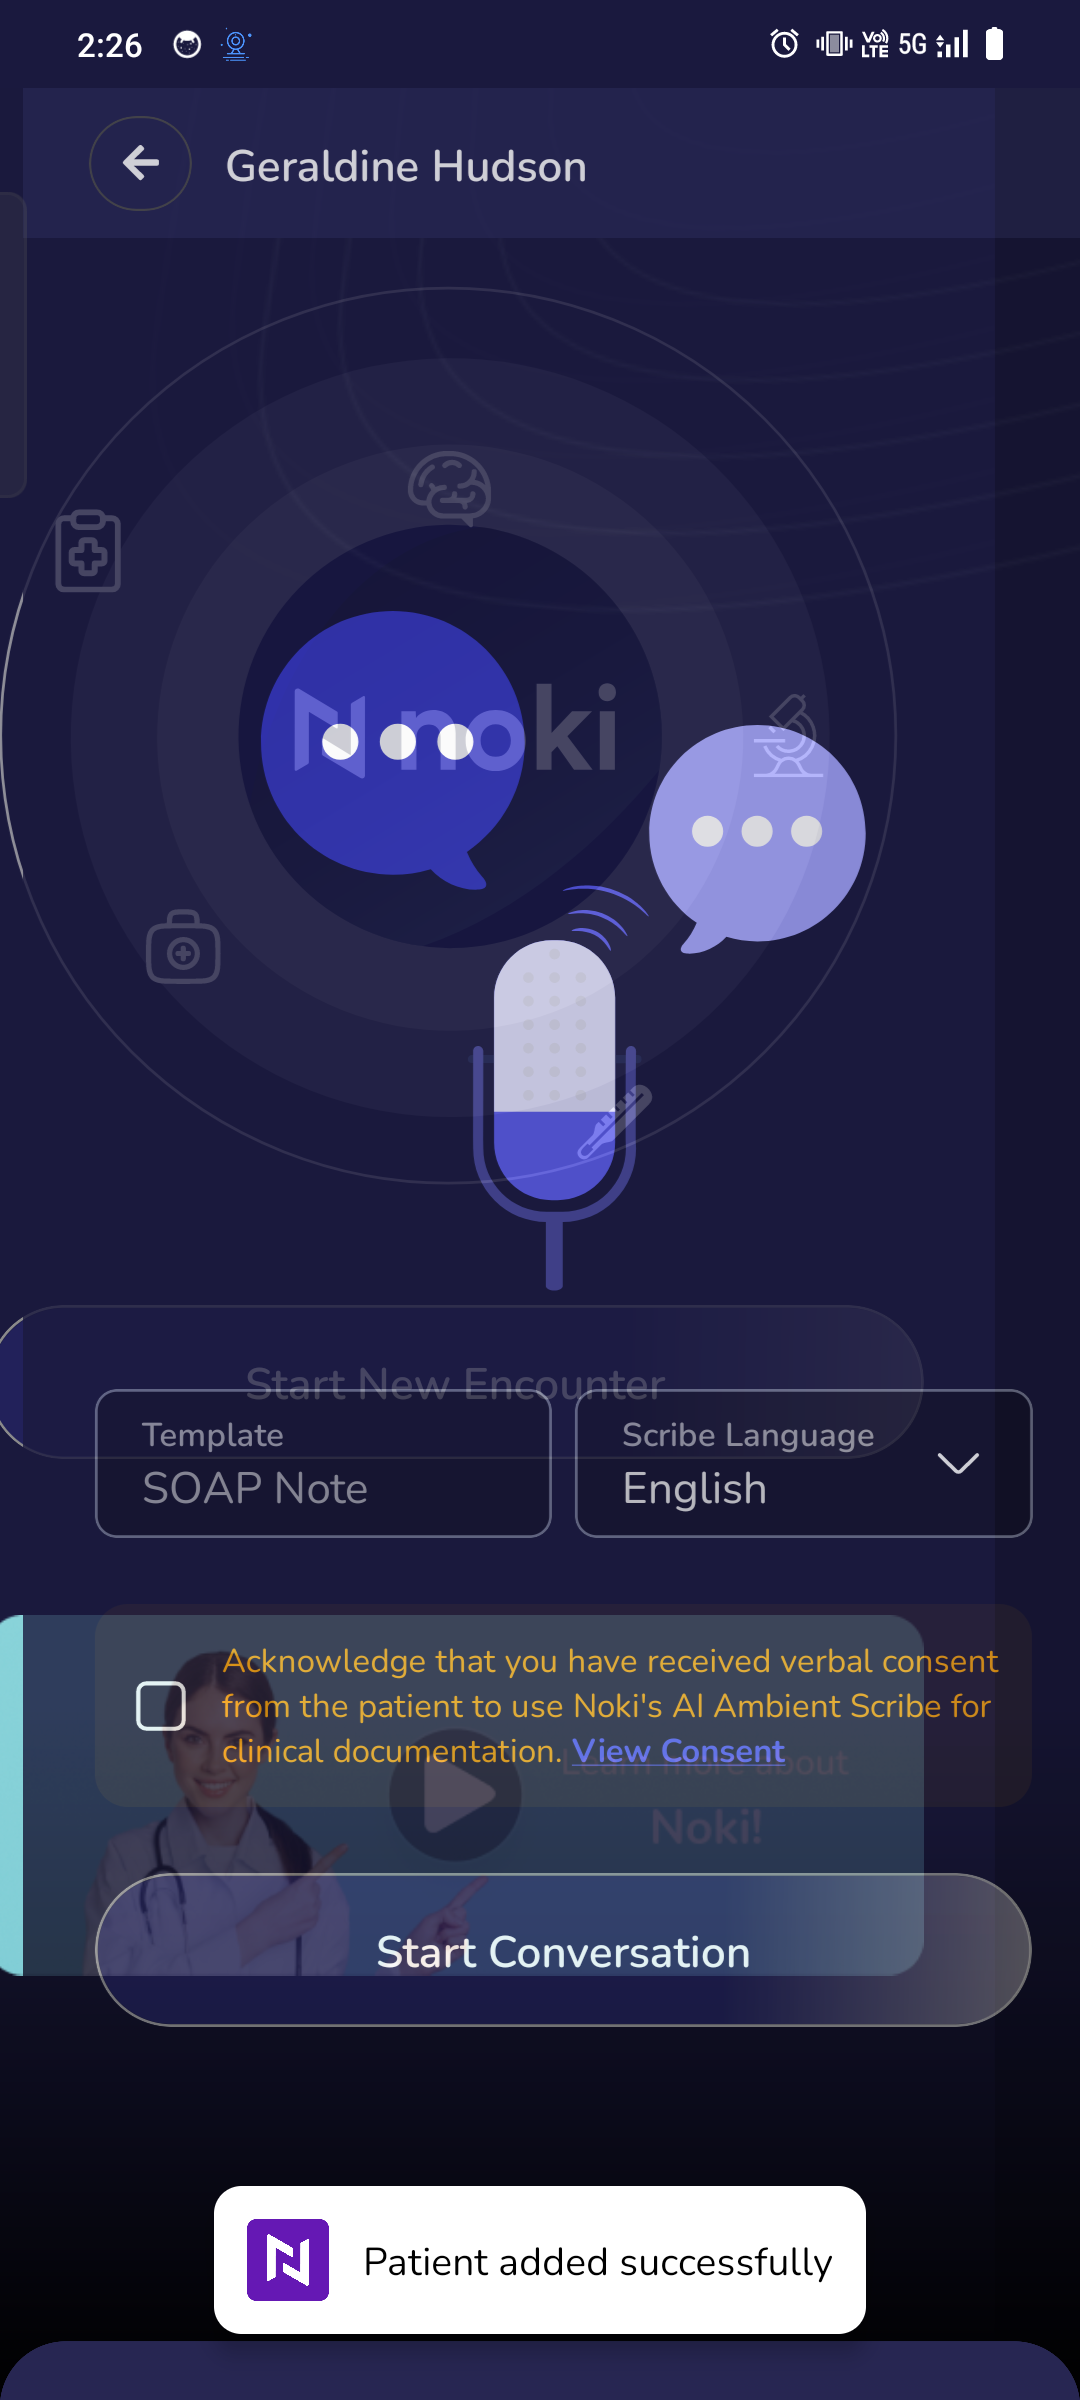 2:26
Vo)) LTE 5G
Geraldine Hudson
noki
Start New Encounter
Template
SOAP Note
Scribe Language
English
Acknowledge that you have received verbal consent
from the patient to use Noki's AI Ambient Scribe for
clinical documentation. View Consent
Learn more about
Noki!
Start Conversation
Patient added successfully